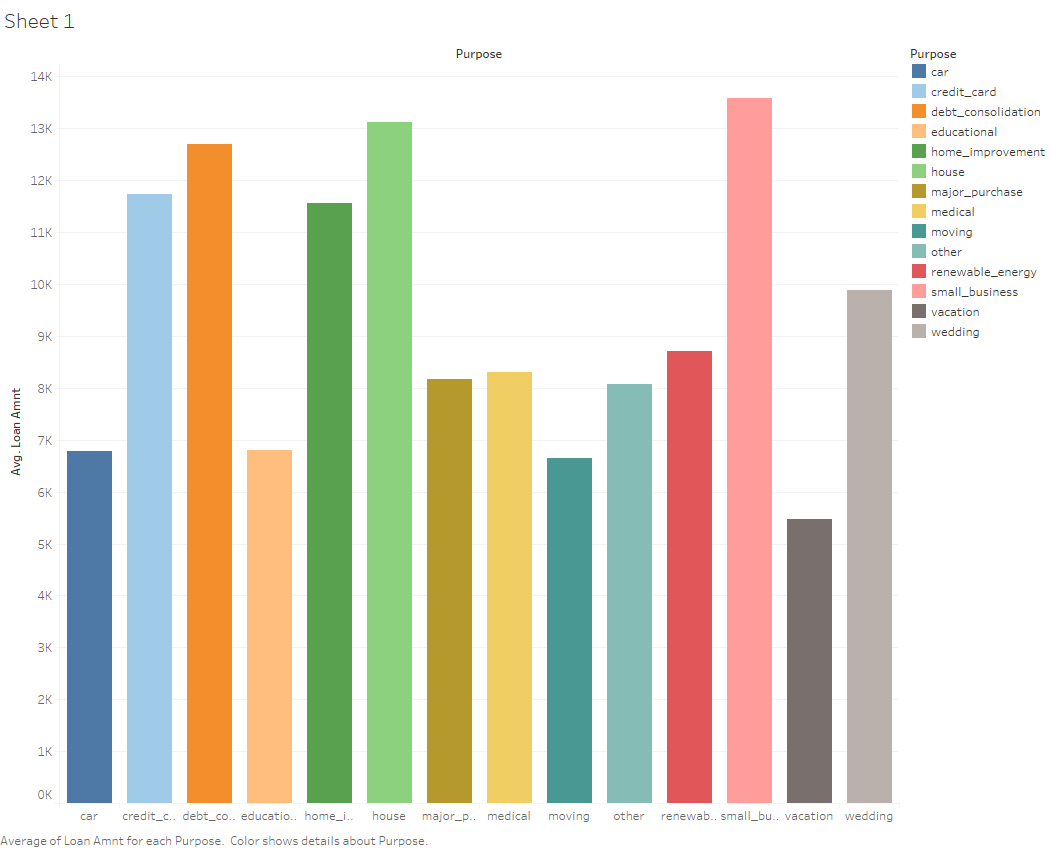 Sheet 1
Purpose
Purpose
car
credit_card
debt_consolidation
educational
home_improvement
house
major_purchase
medical
moving
other
renewable_energy
small_business
vacation
wedding
14K
13K
12K
11K
10K
9K
8K
7K
6K
5K
4K
3K
2K
1K
0K
Avg. Loan Amnt
car credit_c.. debt_co.. educatio.. home_i.. house major_p.. medical moving other renewab.. small_bu.. vacation wedding
Average of Loan Amnt for each Purpose.  Color shows details about Purpose.